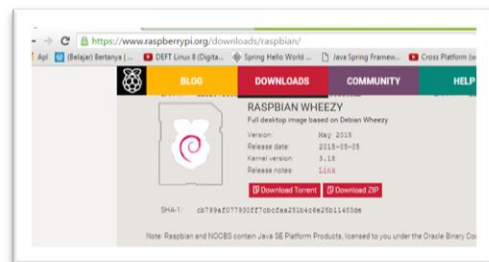 https://www.raspberrypi.org/downloads/raspbian/
Apl (Belajar) Bertanya | ... DEFT Linux 8 (Digita... Spring Hello World ... Java Spring Framew... Cross Platform
BLOG DOWNLOADS COMMUNITY HELP
RASPBIAN WHEEZY
Full desktop image based on Debian Wheezy
Version: May 2015
Release date: 2015-05-05
Kernel version: 3.18
Release notes: Link
Download Torrent Download ZIP
SHA-1:
Note: Raspbian and NOOBS contain Java SE Platform Products, licensed to you under the Oracle Binary Co